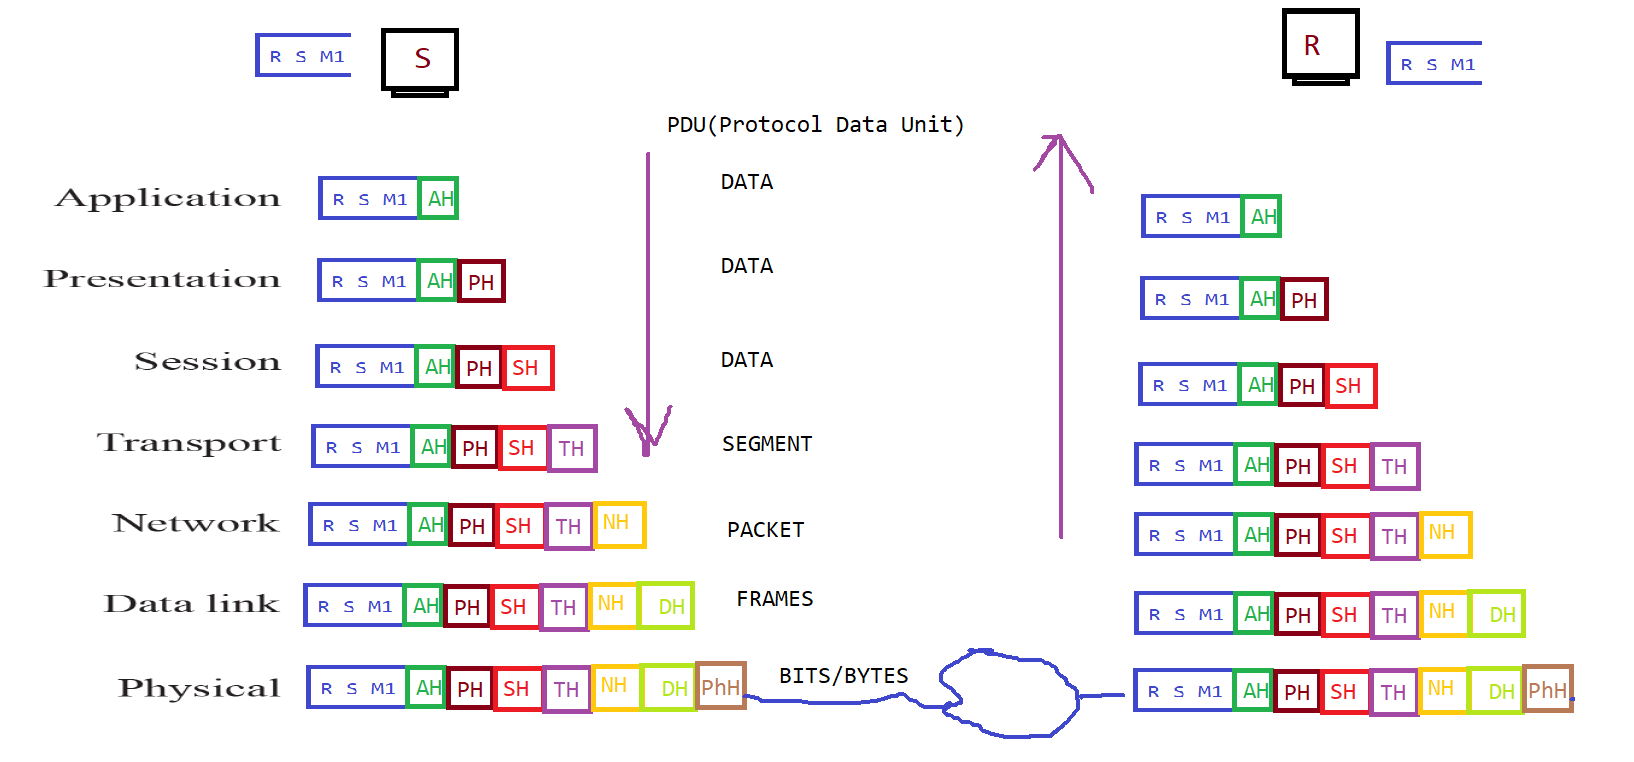 R S M1 S R R S M1
PDU(Protocol Data Unit)
Application R S M1 AH DATA R S M1 AH
Presentation R S M1 AH PH DATA R S M1 AH PH
Session R S M1 AH PH SH DATA R S M1 AH PH SH
Transport R S M1 AH PH SH TH SEGMENT R S M1 AH PH SH TH
Network R S M1 AH PH SH TH NH PACKET R S M1 AH PH SH TH NH
Data link R S M1 AH PH SH TH NH DH FRAMES R S M1 AH PH SH TH NH DH
Physical R S M1 AH PH SH TH NH DH PhH BITS/BYTES R S M1 AH PH SH TH NH DH PhH